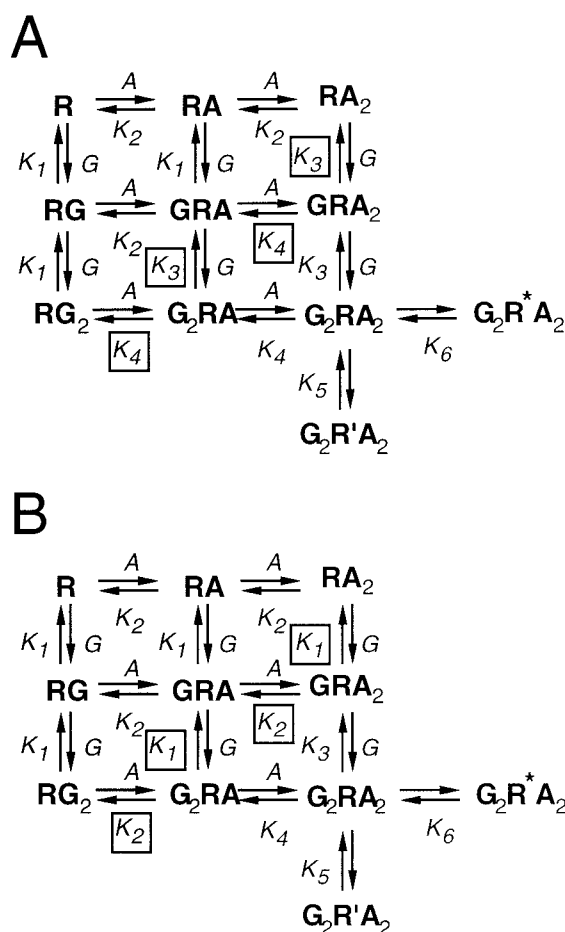 A
A A
R RA RA₂
K₂ K₂
K₁ G K₁ G K₃ G
A A
RG GRA GRA₂
K₂ K₄
K₁ G K₃ G K₃ G
A A
RG₂ G₂RA G₂RA₂ G₂R*A₂
K₄ K₄ K₆
K₅
G₂R'A₂
B
A A
R RA RA₂
K₂ K₂
K₁ G K₁ G K₁ G
A A
RG GRA GRA₂
K₂ K₂
K₁ G K₁ G K₃ G
A A
RG₂ G₂RA G₂RA₂ G₂R*A₂
K₂ K₄ K₆
K₅
G₂R'A₂